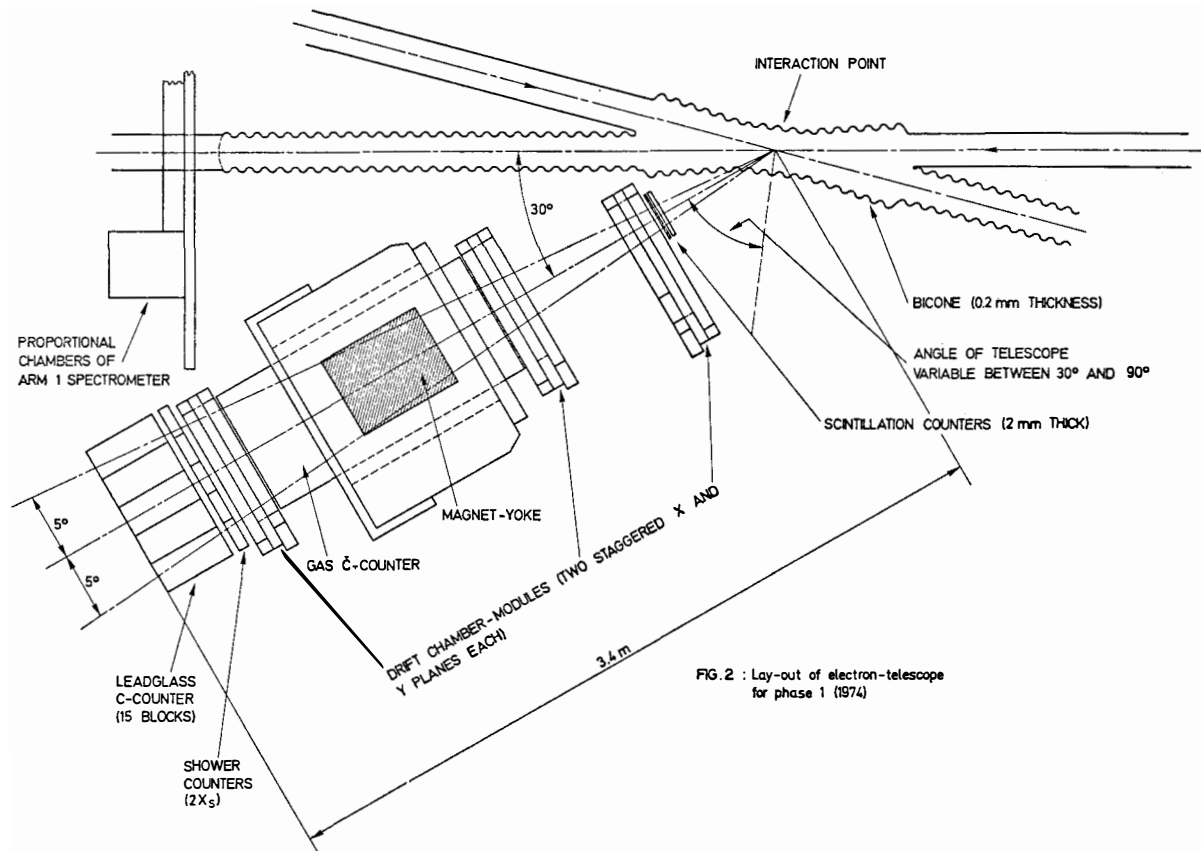 INTERACTION POINT
30°
PROPORTIONAL
CHAMBERS OF
ARM 1 SPECTROMETER
BICONE (0.2 mm THICKNESS)
ANGLE OF TELESCOPE
VARIABLE BETWEEN 30° AND 90°
SCINTILLATION COUNTERS (2 mm THICK)
MAGNET-YOKE
GAS Č-COUNTER
5°
5°
DRIFT CHAMBER-MODULES (TWO STAGGERED X AND
Y PLANES EACH)
3.4 m
LEADGLASS
C-COUNTER
(15 BLOCKS)
SHOWER
COUNTERS
(2Xs)
FIG. 2 : Lay-out of electron-telescope
for phase 1 (1974)